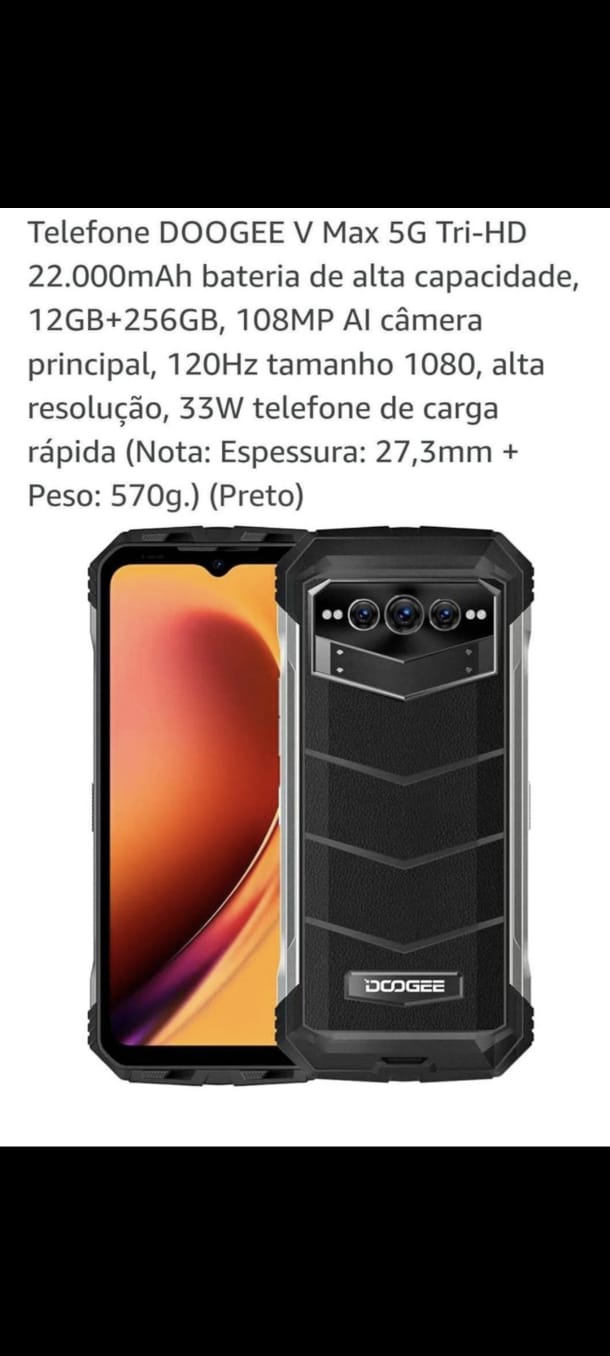 Telefone DOOGEE V Max 5G Tri-HD
22.000mAh bateria de alta capacidade,
12GB+256GB, 108MP AI câmera
principal, 120Hz tamanho 1080, alta
resolução, 33W telefone de carga
rápida (Nota: Espessura: 27,3mm +
Peso: 570g.) (Preto)
DOOGEE